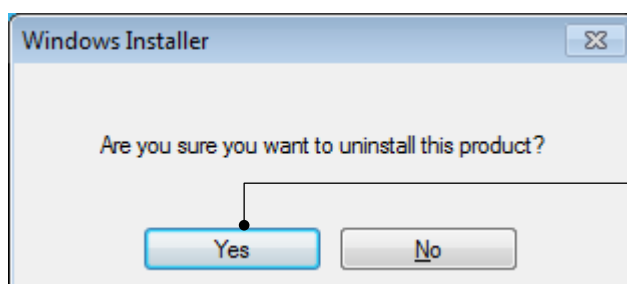 Windows Installer
Are you sure you want to uninstall this product?
Yes
No